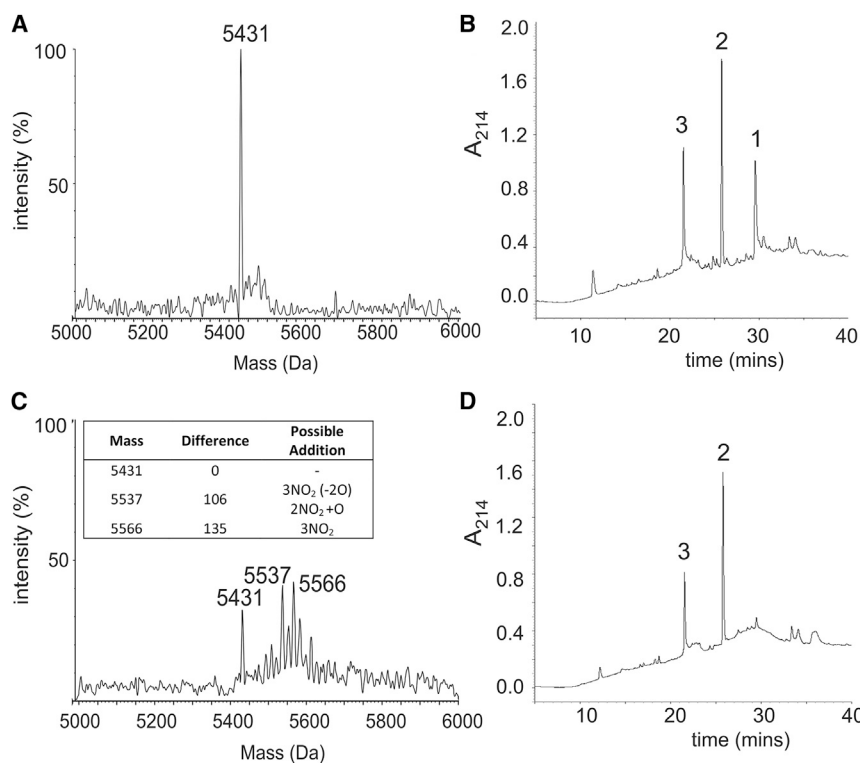 A
5431
100
50
intensity (%)
5000 5200 5400 5600 5800 6000
Mass (Da)
B
2.0
1.6
1.2
0.8
0.4
0.0
A214
3
2
1
10 20 30 40
time (mins)
C
100
50
intensity (%)
Mass Difference Possible Addition
5431 0 -
5537 106 3NO2 (-2O)
2NO2 +O
5566 135 3NO2
5431
5537
5566
5000 5200 5400 5600 5800 6000
Mass (Da)
D
2.0
1.6
1.2
0.8
0.4
0.0
A214
3
2
10 20 30 40
time (mins)